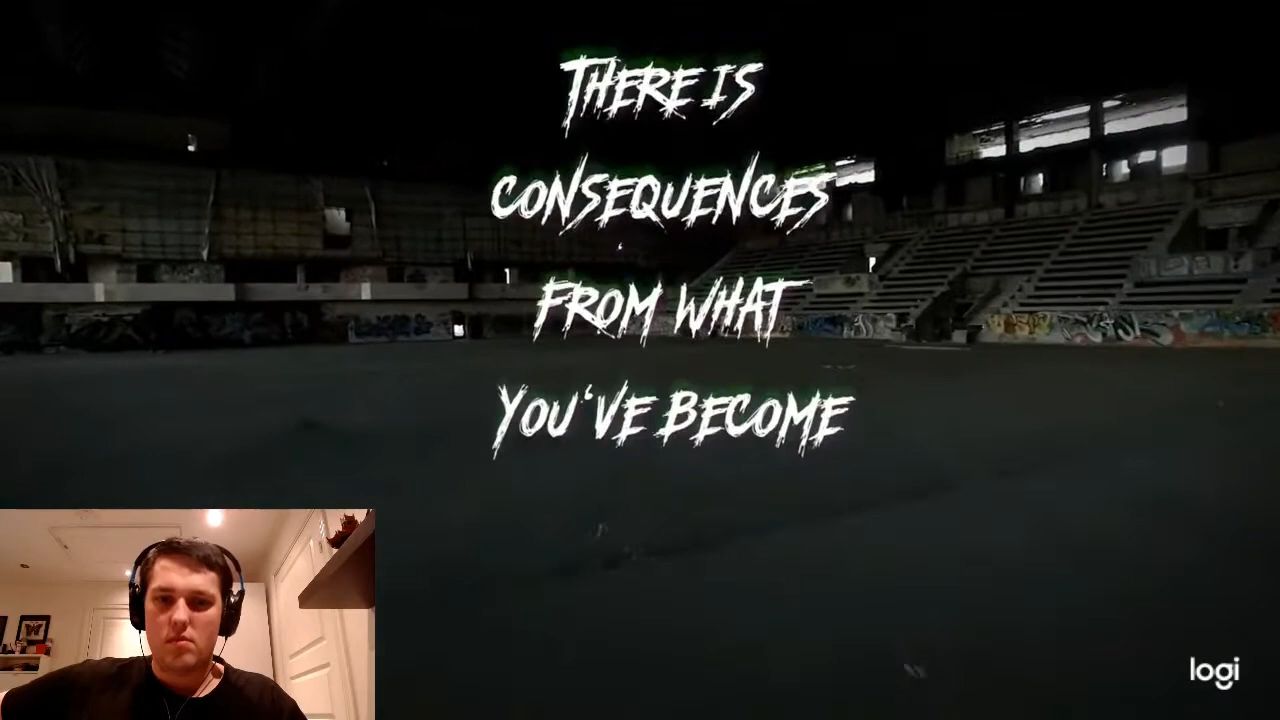 THERE IS
CONSEQUENCES
FROM WHAT
YOU'VE BECOME
logi